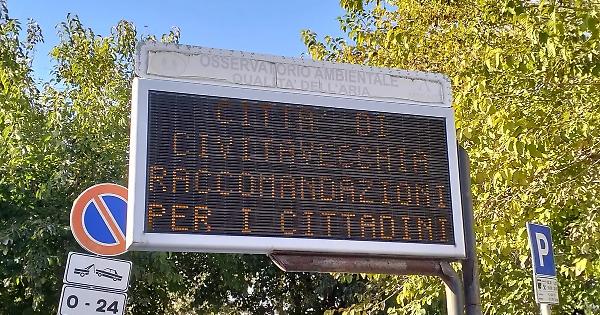 OSSERVATORIO AMBIENTALE
QUALITA' DELL'ARIA
CITTA' DI
CIVITAVECCHIA
RACCOMANDAZIONI
PER I CITTADINI
0 - 24
P